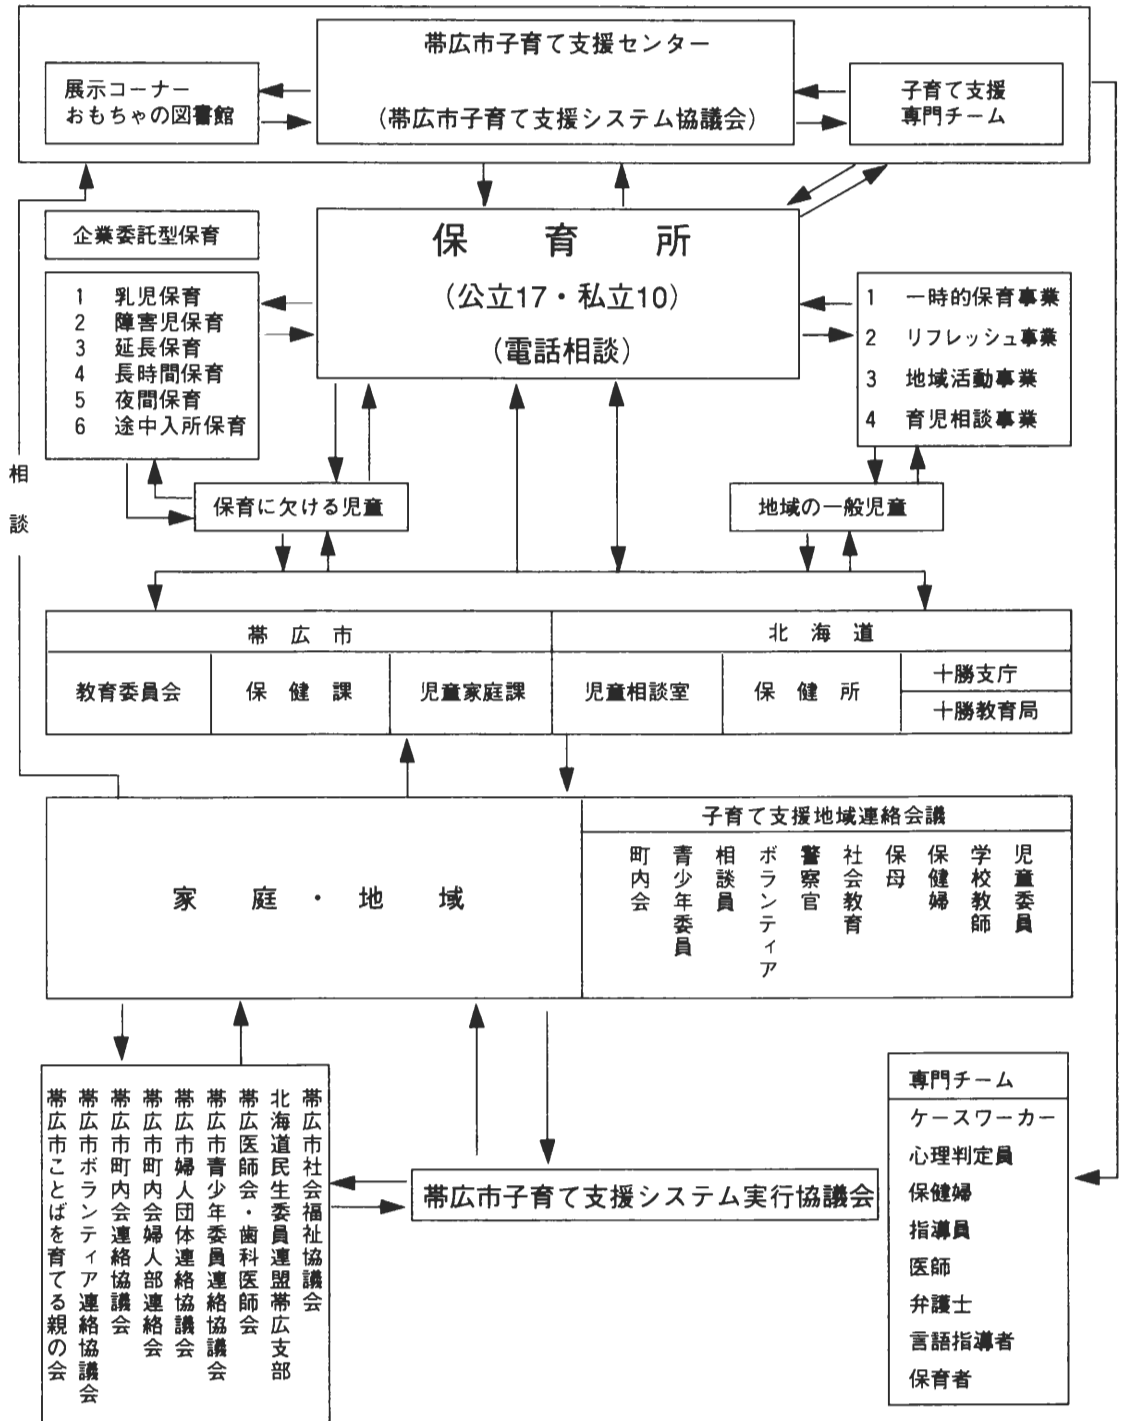 帯広市子育て支援センター
(帯広市子育て支援システム協議会)
展示コーナー
おもちゃの図書館
子育て支援
専門チーム
企業委託型保育
保育所
(公立17・私立10)
(電話相談)
1 乳児保育
2 障害児保育
3 延長保育
4 長時間保育
5 夜間保育
6 途中入所保育
1 一時的保育事業
2 リフレッシュ事業
3 地域活動事業
4 育児相談事業
相談
保育に欠ける児童
地域の一般児童
帯広市
北海道
教育委員会
保健課
児童家庭課
児童相談室
保健所
十勝支庁
十勝教育局
家庭・地域
子育て支援地域連絡会議
児童委員
学校教師
保健婦
保母
社会教育
警察官
ボランティア
相談員
青少年委員
町内会
帯広市社会福祉協議会
北海道民生委員連盟帯広支部
帯広医師会・歯科医師会
帯広市青少年委員連絡協議会
帯広市婦人団体連絡協議会
帯広市町内会婦人部連絡会
帯広市町内会連絡協議会
帯広市ボランティア連絡協議会
帯広市ことばを育てる親の会
帯広市子育て支援システム実行協議会
専門チーム
ケースワーカー
心理判定員
保健婦
指導員
医師
弁護士
言語指導者
保育者